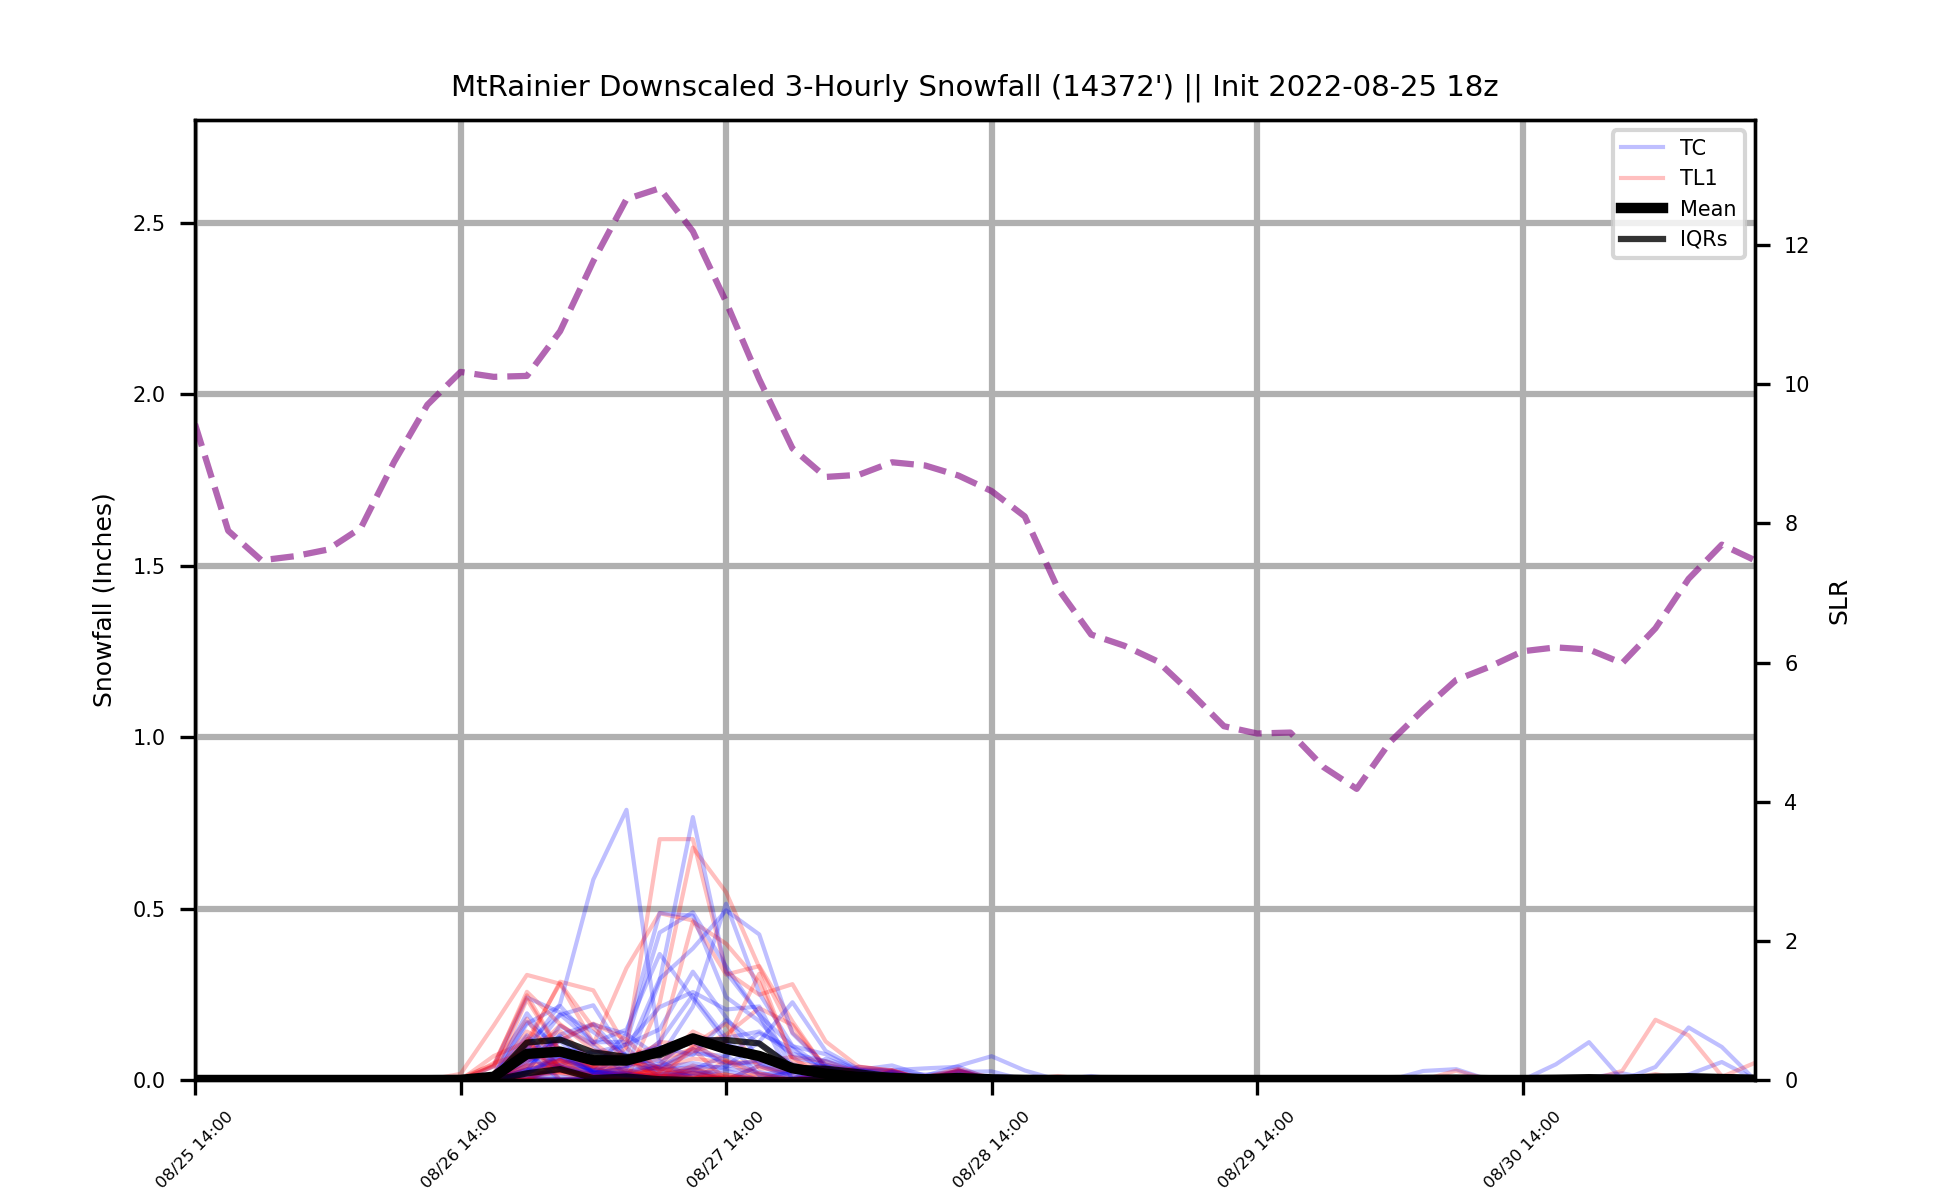 MtRainier Downscaled 3-Hourly Snowfall (14372') || Init 2022-08-25 18z
TC
TL1
Mean
IQRs
Snowfall (Inches)
2.5
2.0
1.5
1.0
0.5
0.0
12
10
8
6
4
2
0
SLR
08/25 14:00
08/26 14:00
08/27 14:00
08/28 14:00
08/29 14:00
08/30 14:00